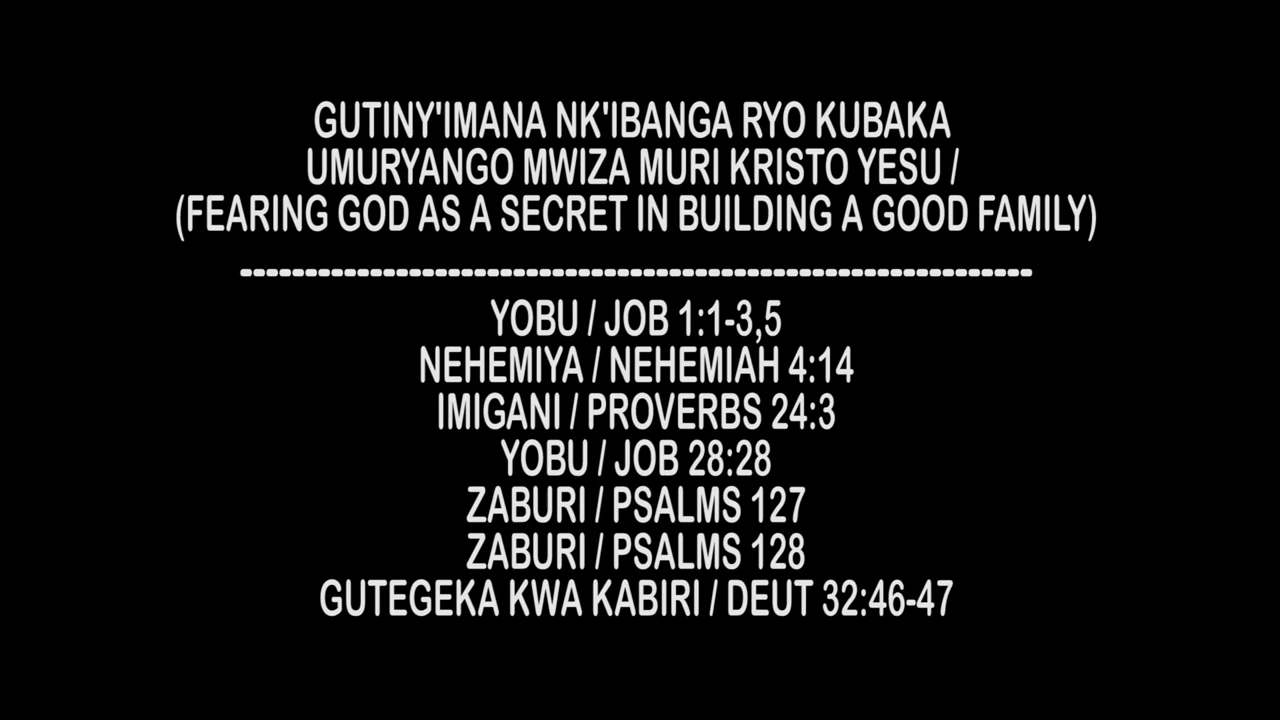 GUTINY'IMANA NK'IBANGA RYO KUBAKA
UMURYANGO MWIZA MURI KRISTO YESU /
(FEARING GOD AS A SECRET IN BUILDING A GOOD FAMILY)
-------------------------------------------------------------
YOBU / JOB 1:1-3,5
NEHEMIYA / NEHEMIAH 4:14
IMIGANI / PROVERBS 24:3
YOBU / JOB 28:28
ZABURI / PSALMS 127
ZABURI / PSALMS 128
GUTEGEKA KWA KABIRI / DEUT 32:46-47